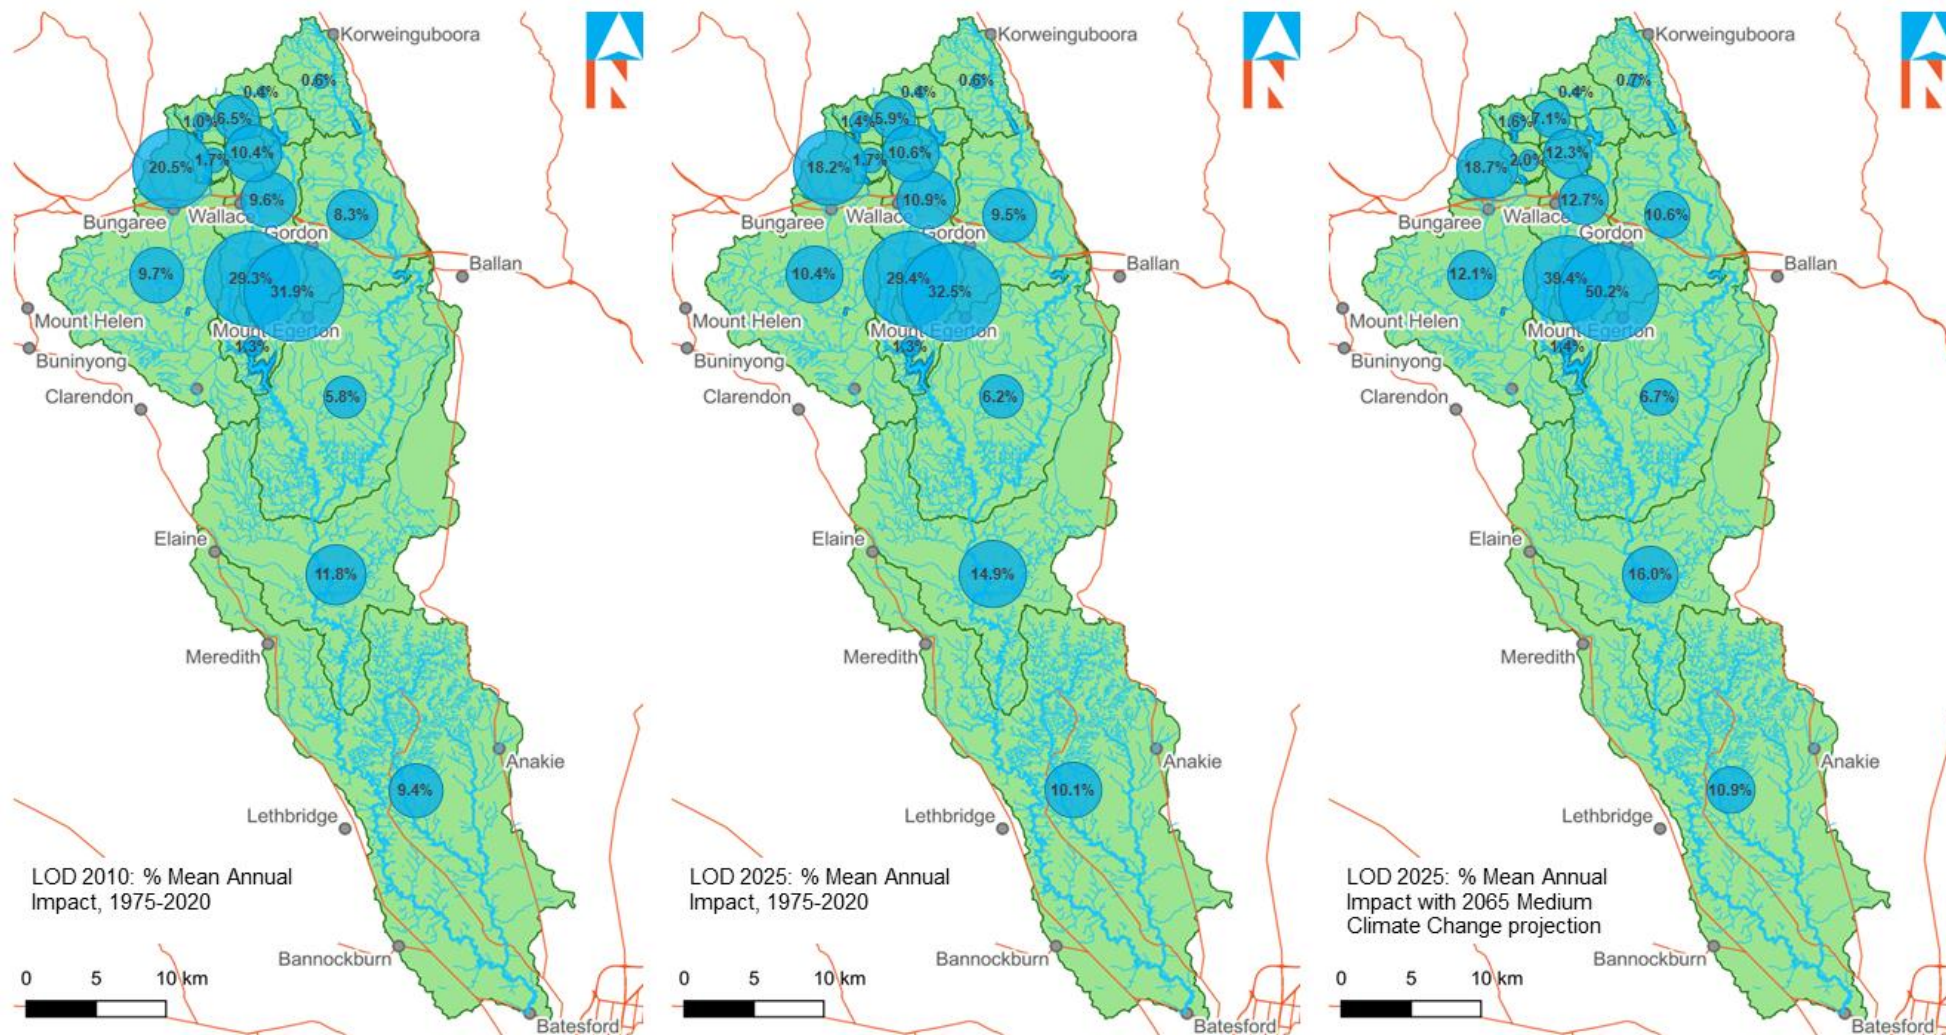 Korweinguboora
N
0.6%
0.4%
1.0%
6.5%
10.4%
20.5%
1.7%
9.6%
8.3%
Bungaree
Wallace
Gordon
Ballan
9.7%
29.3%
31.9%
Mount Helen
Mount Egerton
1.3%
Buninyong
Clarendon
5.8%
Elaine
11.8%
Meredith
Anakie
9.4%
Lethbridge
LOD 2010: % Mean Annual
Impact, 1975-2020
Bannockburn
0 5 10 km
Batesford
Korweinguboora
N
0.6%
0.4%
1.4%
5.9%
10.6%
18.2%
1.7%
10.9%
9.5%
Bungaree
Wallace
Gordon
Ballan
10.4%
29.4%
32.5%
Mount Helen
Mount Egerton
1.3%
Buninyong
Clarendon
6.2%
Elaine
14.9%
Meredith
Anakie
10.1%
Lethbridge
LOD 2025: % Mean Annual
Impact, 1975-2020
Bannockburn
0 5 10 km
Batesford
Korweinguboora
N
0.7%
0.4%
1.6%
7.1%
12.3%
18.7%
2.0%
12.7%
10.6%
Bungaree
Wallace
Gordon
Ballan
12.1%
39.4%
50.2%
Mount Helen
Mount Egerton
1.4%
Buninyong
Clarendon
6.7%
Elaine
16.0%
Meredith
Anakie
10.9%
Lethbridge
LOD 2025: % Mean Annual
Impact with 2065 Medium
Climate Change projection
Bannockburn
0 5 10 km
Batesford